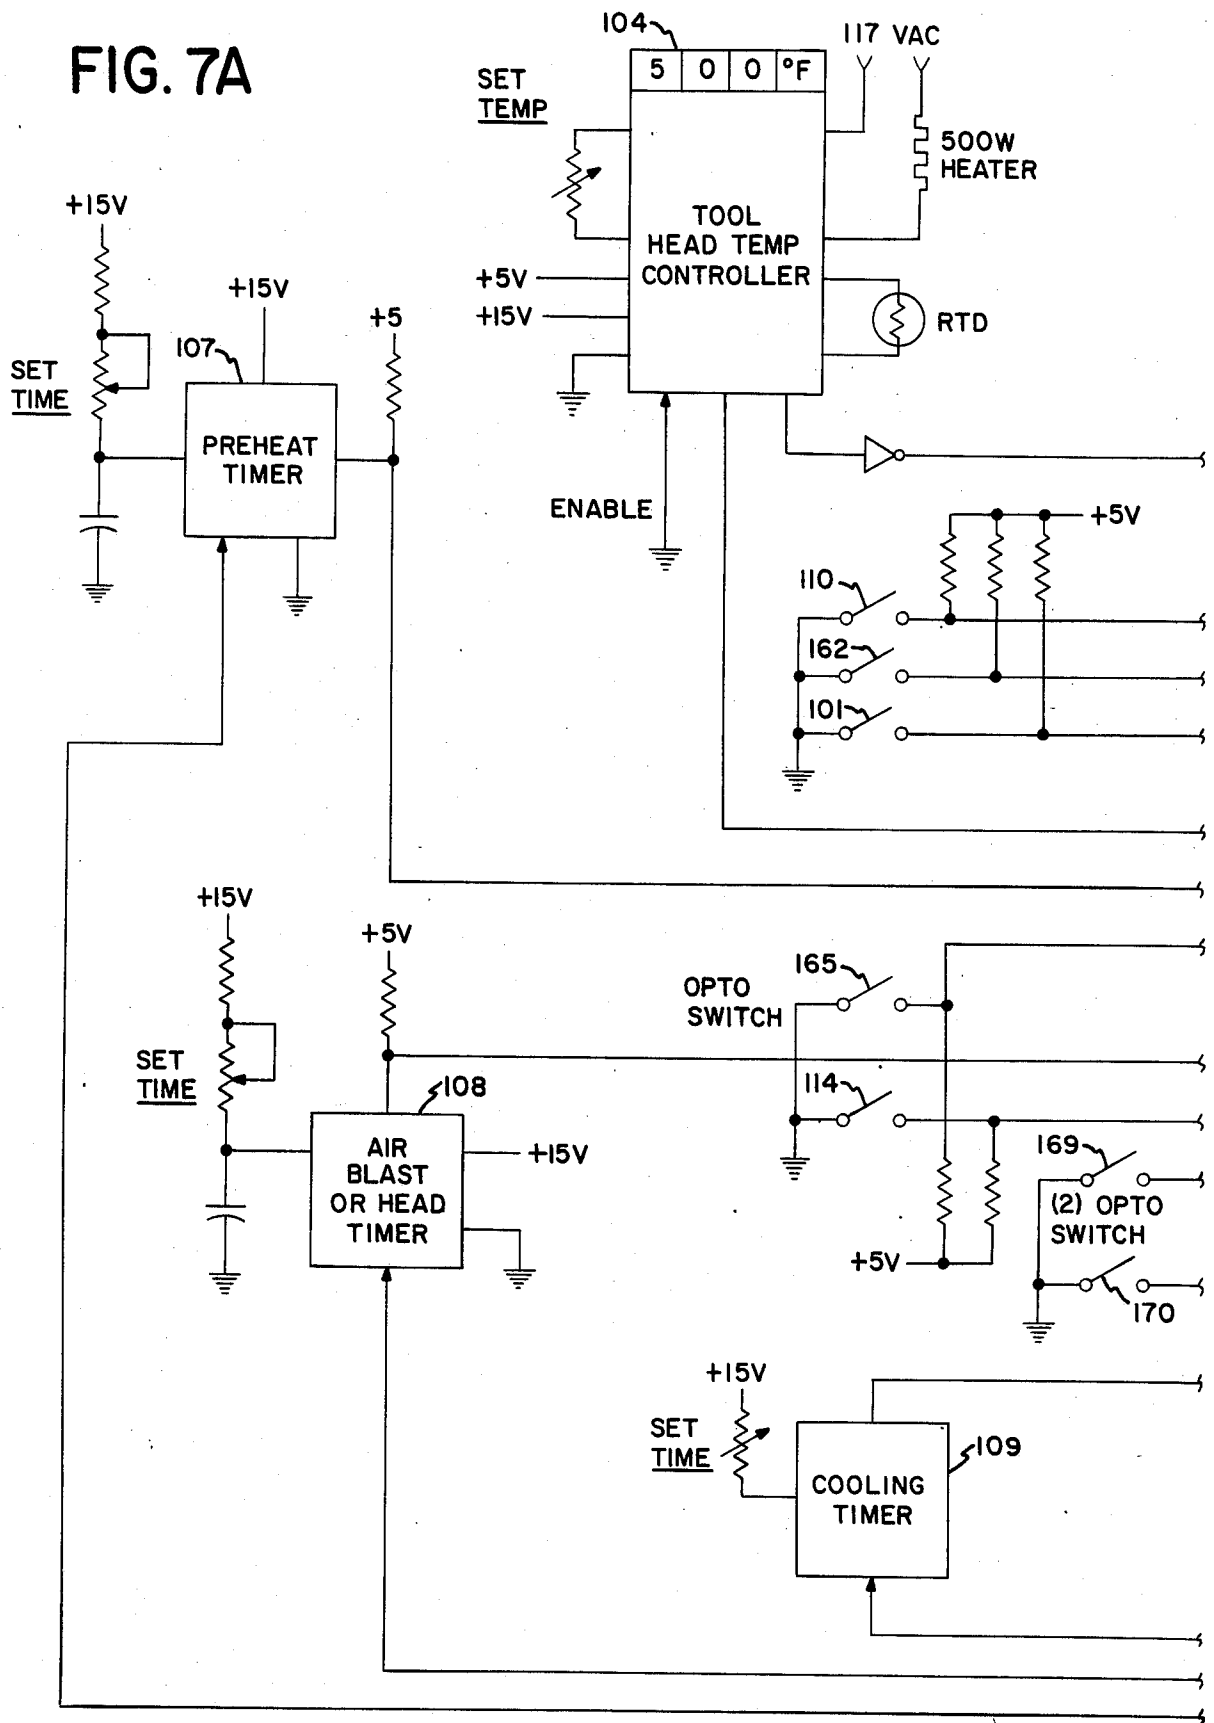 FIG. 7A
104
117 VAC
5 0 0 °F
SET
TEMP
500W
HEATER
TOOL
HEAD TEMP
CONTROLLER
+5V
+15V
RTD
ENABLE
+15V
+15V
+5
107
SET
TIME
PREHEAT
TIMER
+5V
110
162
101
+15V
+5V
SET
TIME
108
AIR
BLAST
OR HEAD
TIMER
+15V
165
OPTO
SWITCH
114
+5V
169
(2) OPTO
SWITCH
170
+15V
SET
TIME
109
COOLING
TIMER